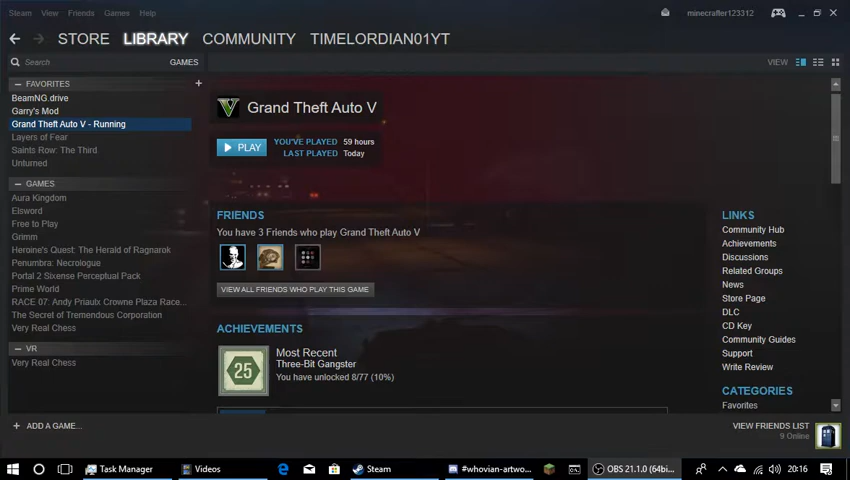 Steam View Friends Games Help
minecrafter123312
STORE LIBRARY COMMUNITY TIMELORDIAN01YT
Search GAMES
VIEW
FAVORITES
BeamNG.drive
Garry's Mod
Grand Theft Auto V - Running
Layers of Fear
Saints Row: The Third
Unturned
GAMES
Aura Kingdom
Elsword
Free to Play
Grimm
Heroine's Quest: The Herald of Ragnarok
Penumbra: Necrologue
Portal 2 Sixense Perceptual Pack
Prime World
RACE 07: Andy Priaulx Crowne Plaza Race...
The Secret of Tremendous Corporation
Very Real Chess
VR
Very Real Chess
ADD A GAME...
Grand Theft Auto V
PLAY
YOU'VE PLAYED 59 hours
LAST PLAYED Today
FRIENDS
You have 3 Friends who play Grand Theft Auto V
VIEW ALL FRIENDS WHO PLAY THIS GAME
ACHIEVEMENTS
25
Most Recent
Three-Bit Gangster
You have unlocked 8/77 (10%)
LINKS
Community Hub
Achievements
Discussions
Related Groups
News
Store Page
DLC
CD Key
Community Guides
Support
Write Review
CATEGORIES
Favorites
VIEW FRIENDS LIST
9 Online
Task Manager Videos Steam #whovian-artwo... OBS 21.1.0 (64bi... 20:16